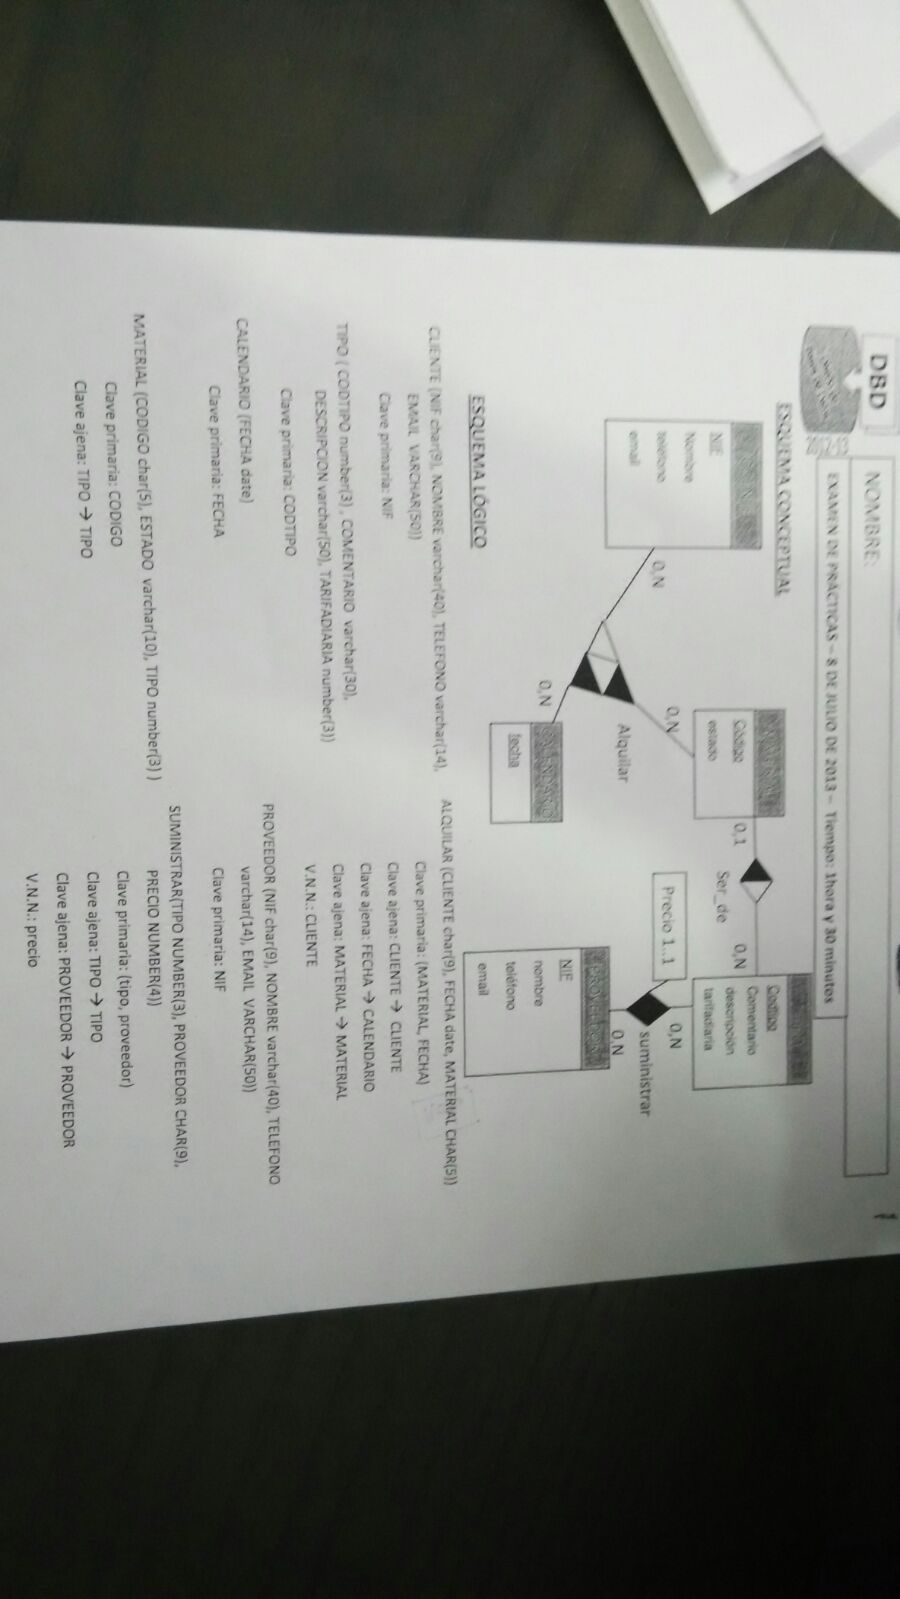 DBD
NOMBRE:
1
EXAMEN DE PRÁCTICAS – 8 DE JULIO DE 2013 – Tiempo: 1hora y 30 minutos
ESQUEMA CONCEPTUAL
NIF
Nombre
teléfono
email
0,N
Alquilar
0,N
Código
estado
0,N
CALENDARIO
fecha
0,1
Ser_de
0,N
Codtipo
Comentario
descripción
tarifadiaria
Precio 1..1
0,N
suministrar
0,N
PROVEEDOR
NIF
nombre
teléfono
email
ESQUEMA LÓGICO
CLIENTE (NIF char(9), NOMBRE varchar(40), TELEFONO varchar(14),
EMAIL VARCHAR(50))
Clave primaria: NIF
TIPO ( CODTIPO number(3) , COMENTARIO varchar(30),
DESCRIPCION varchar(50), TARIFADIARIA number(3))
Clave primaria: CODTIPO
CALENDARIO (FECHA date)
Clave primaria: FECHA
MATERIAL (CODIGO char(5), ESTADO varchar(10), TIPO number(3) )
Clave primaria: CODIGO
Clave ajena: TIPO → TIPO
ALQUILAR (CLIENTE char(9), FECHA date, MATERIAL CHAR(5))
Clave primaria: (MATERIAL, FECHA)
Clave ajena: CLIENTE → CLIENTE
Clave ajena: FECHA → CALENDARIO
Clave ajena: MATERIAL → MATERIAL
V.N.N.: CLIENTE
PROVEEDOR (NIF char(9), NOMBRE varchar(40), TELEFONO
varchar(14), EMAIL VARCHAR(50))
Clave primaria: NIF
SUMINISTRAR(TIPO NUMBER(3), PROVEEDOR CHAR(9),
PRECIO NUMBER(4))
Clave primaria: (tipo, proveedor)
Clave ajena: TIPO → TIPO
Clave ajena: PROVEEDOR → PROVEEDOR
V.N.N.: precio